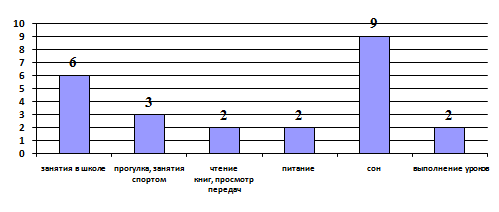 10
9
8
7
6
5
4
3
2
1
0
6
3
2
2
9
2
занятия в школе
прогулка, занятия
спортом
чтение
книг, просмотр
передач
питание
сон
выполнение уроков